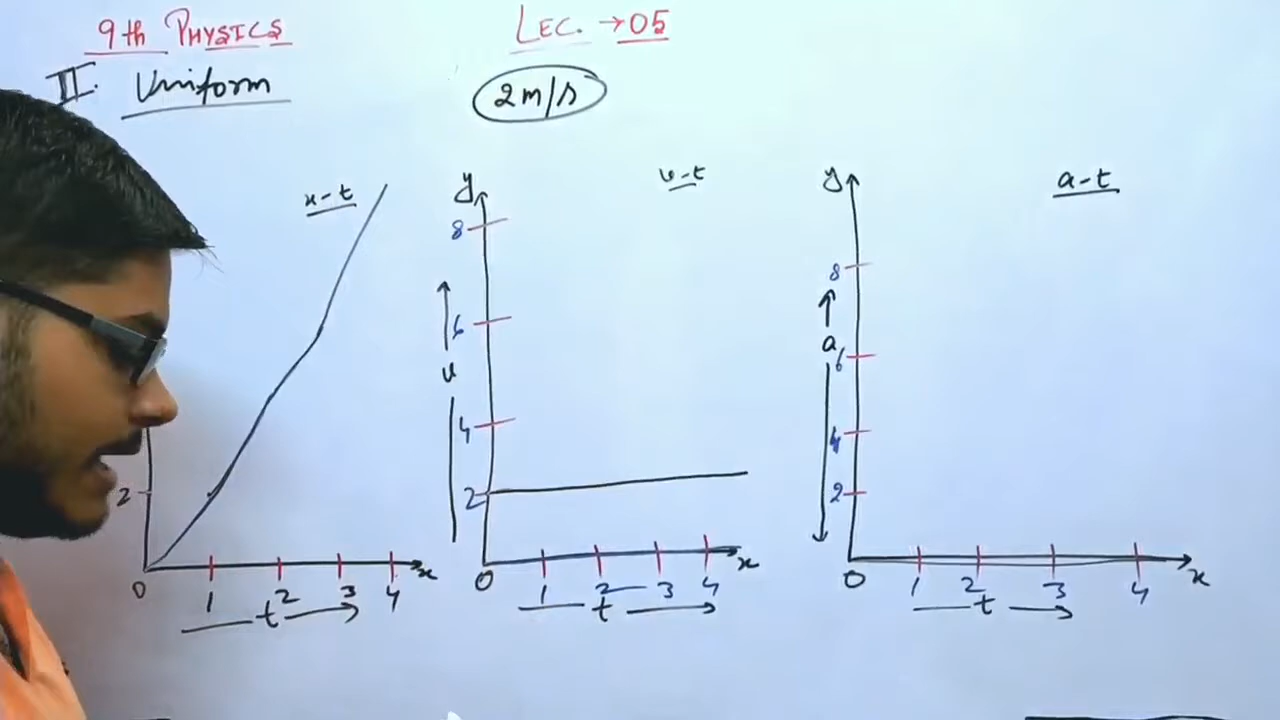 9th PHYSICS
LEC. → 05
II. Uniform
2m/s
x-t
2
0
1 2 3 4 x
t
y
v-t
8
6
v
4
2
0
1 2 3 4 x
t
y
a-t
8
a
6
4
2
0
1 2 3 4 x
t